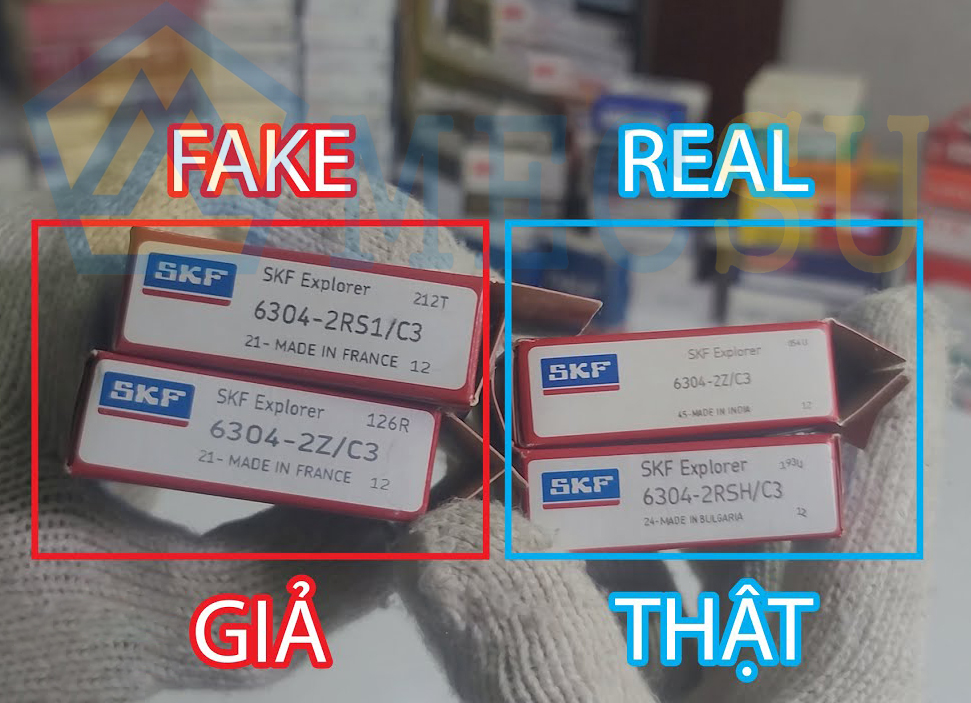 MECSU
FAKE
REAL
SKF
SKF Explorer
212T
6304-2RS1/C3
21- MADE IN FRANCE 12
SKF
SKF Explorer
126R
6304-2Z/C3
21- MADE IN FRANCE 12
SKF
SKF Explorer
6304-2Z/C3
45-MADE IN INDIA
12
SKF
SKF Explorer
193U
6304-2RSH/C3
24-MADE IN BULGARIA
12
GIẢ
THẬT